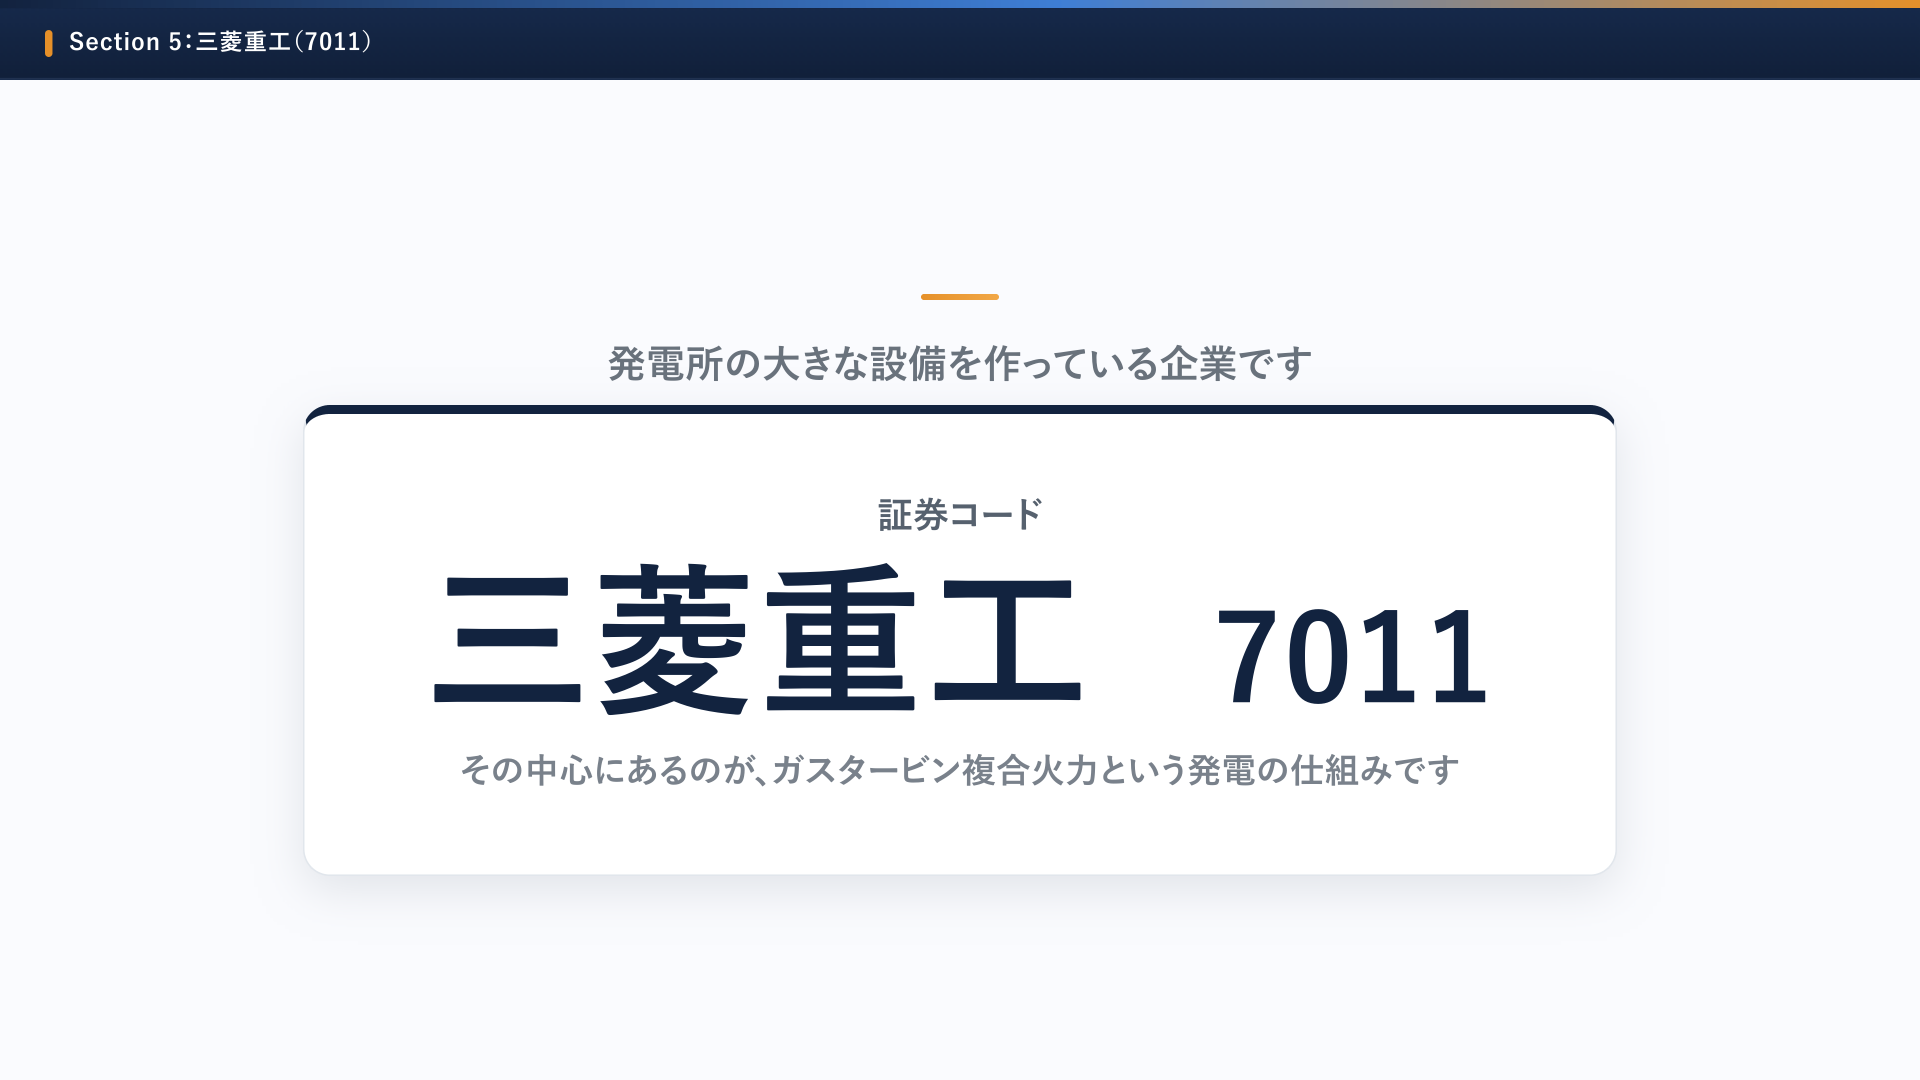 Section 5：三菱重工（7011）
発電所の大きな設備を作っている企業です
証券コード
三菱重工　7011
その中心にあるのが、ガスタービン複合火力という発電の仕組みです